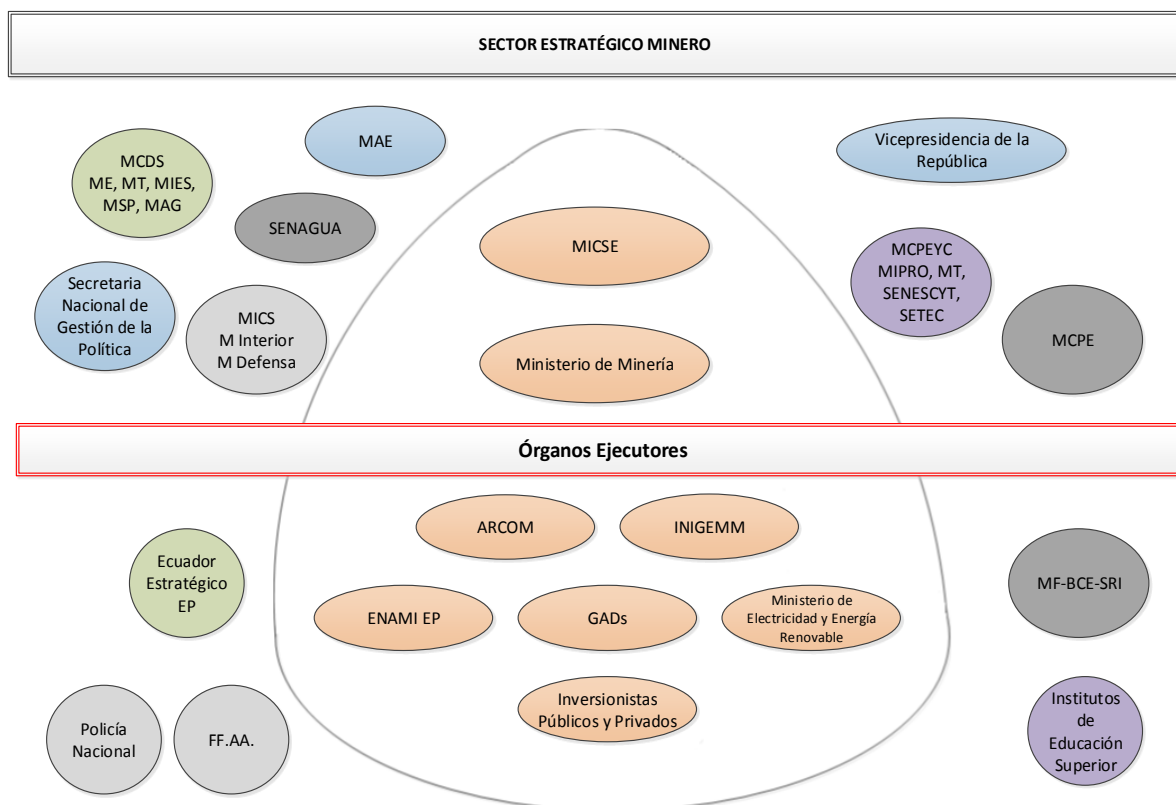 SECTOR ESTRATÉGICO MINERO
MAE
Vicepresidencia de la
República
MCDS
ME, MT, MIES,
MSP, MAG
SENAGUA
MICSE
MCPEYC
MIPRO, MT,
SENESCYT,
SETEC
Secretaria
Nacional de
Gestión de la
Política
MICS
M Interior
M Defensa
Ministerio de Minería
MCPE
Órganos Ejecutores
ARCOM
INIGEMM
Ecuador
Estratégico
EP
MF-BCE-SRI
ENAMI EP
GADs
Ministerio de
Electricidad y Energía
Renovable
Inversionistas
Públicos y Privados
Policía
Nacional
FF.AA.
Institutos
de
Educación
Superior